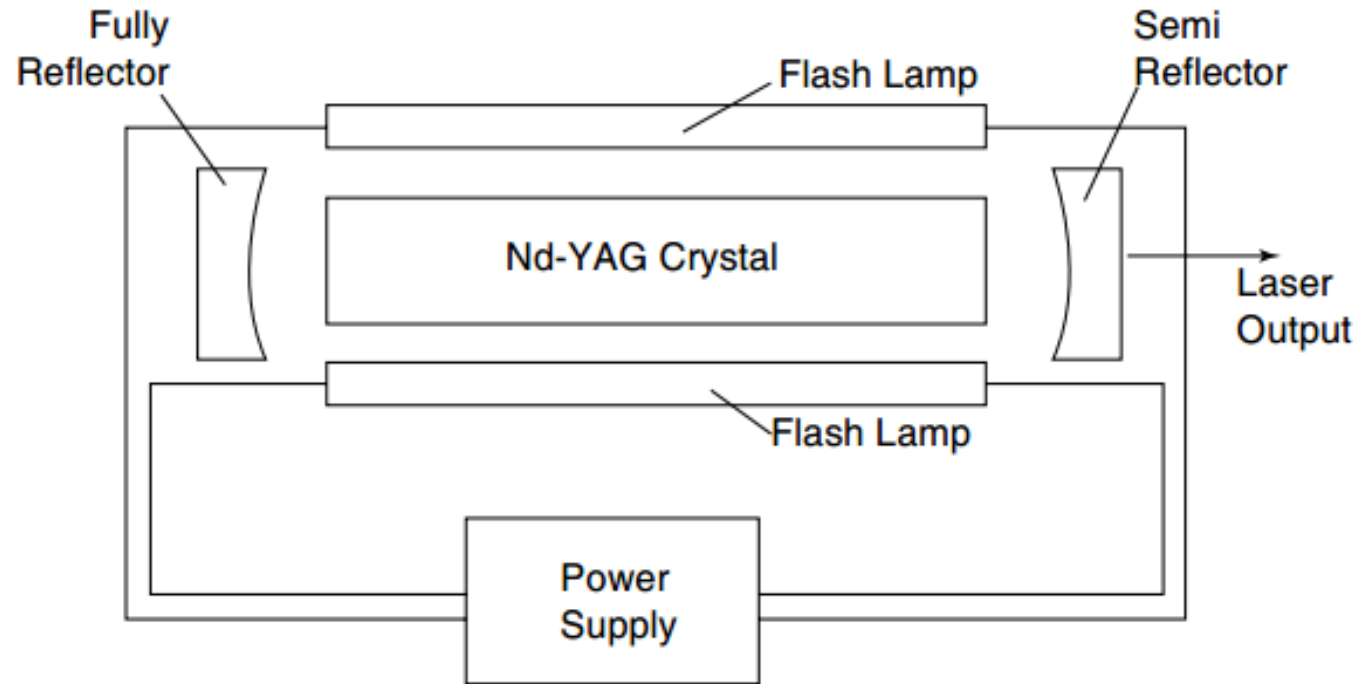 Fully
Reflector
Flash Lamp
Semi
Reflector
Nd-YAG Crystal
Laser
Output
Flash Lamp
Power
Supply